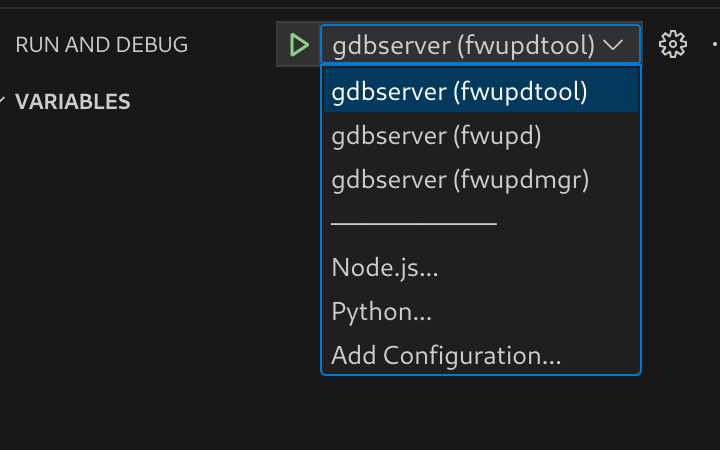 RUN AND DEBUG
gdbserver (fwupdtool)
VARIABLES
gdbserver (fwupdtool)
gdbserver (fwupd)
gdbserver (fwupdmgr)
Node.js...
Python...
Add Configuration...